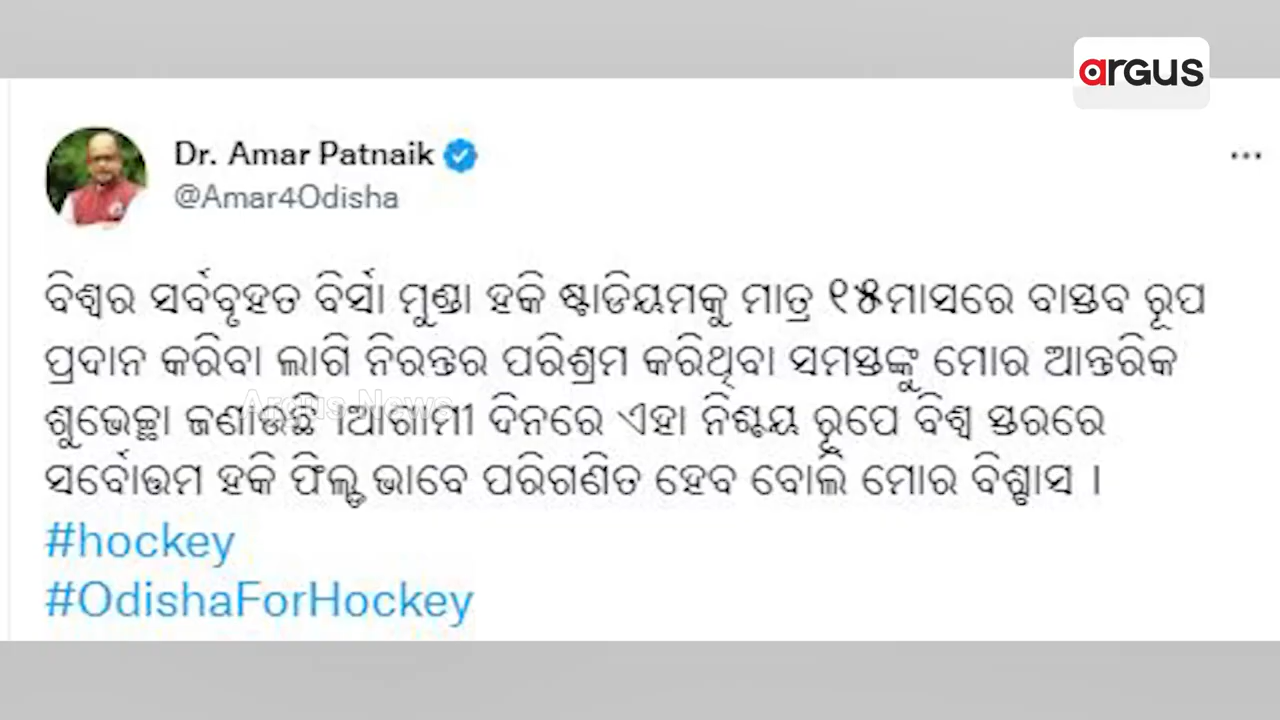 argus
Dr. Amar Patnaik
@Amar4Odisha
ବିଶ୍ୱର ସର୍ବବୃହତ ବିର୍ସା ମୁଣ୍ଡା ହକି ଷ୍ଟାଡିୟମକୁ ମାତ୍ର ୧୫ମାସରେ ବାସ୍ତବ ରୂପ
ପ୍ରଦାନ କରିବା ଲାଗି ନିରନ୍ତର ପରିଶ୍ରମ କରିଥିବା ସମସ୍ତଙ୍କୁ ମୋର ଆନ୍ତରିକ
ଶୁଭେଚ୍ଛା ଜଣାଉଛି ।ଆଗାମୀ ଦିନରେ ଏହା ନିଶ୍ଚୟ ରୂପେ ବିଶ୍ୱ ସ୍ତରରେ
Argus News
ସର୍ବୋତ୍ତମ ହକି ଫିଲ୍ଡ ଭାବେ ପରିଗଣିତ ହେବ ବୋଲି ମୋର ବିଶ୍ବାସ ।
#hockey
#OdishaForHockey